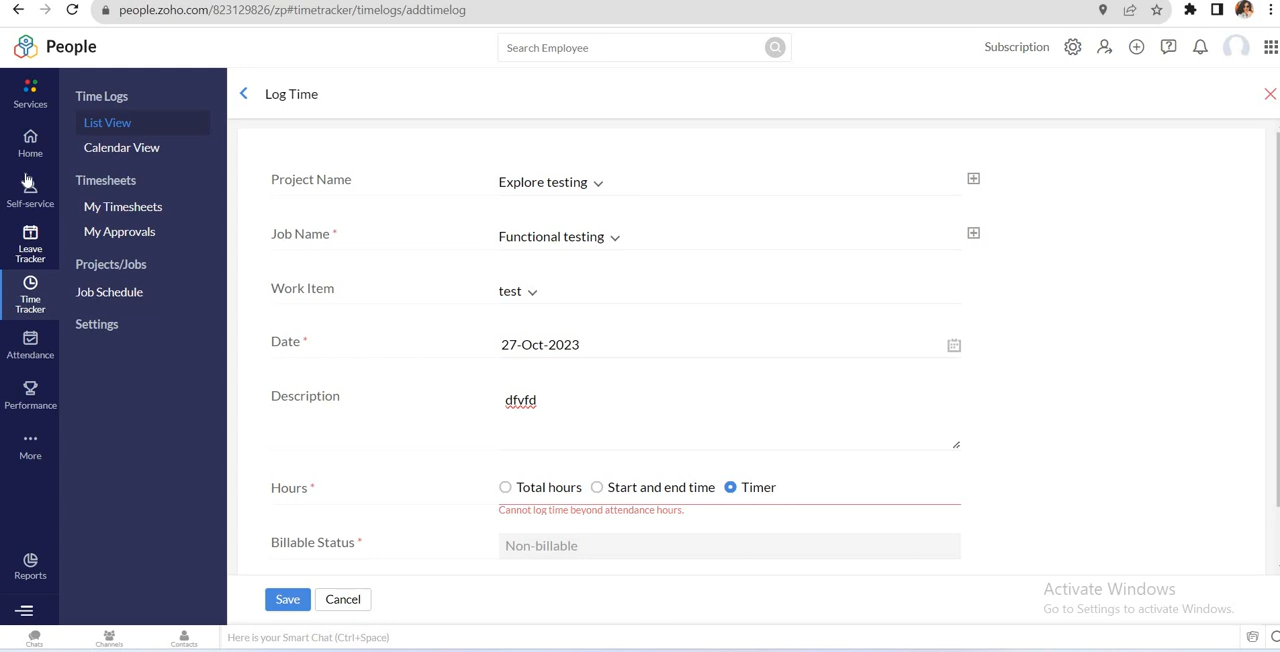 people.zoho.com/823129826/zp#timetracker/timelogs/addtimelog
People
Search Employee
Subscription
Services
Home
Self-service
Leave
Tracker
Time
Tracker
Attendance
Performance
More
Reports
Time Logs
List View
Calendar View
Timesheets
My Timesheets
My Approvals
Projects/Jobs
Job Schedule
Settings
Log Time
Project Name
Explore testing
Job Name *
Functional testing
Work Item
test
Date *
27-Oct-2023
Description
dfvfd
Hours *
Total hours Start and end time Timer
Cannot log time beyond attendance hours.
Billable Status *
Non-billable
Save Cancel
Activate Windows
Go to Settings to activate Windows.
Chats
Channels
Contacts
Here is your Smart Chat (Ctrl+Space)